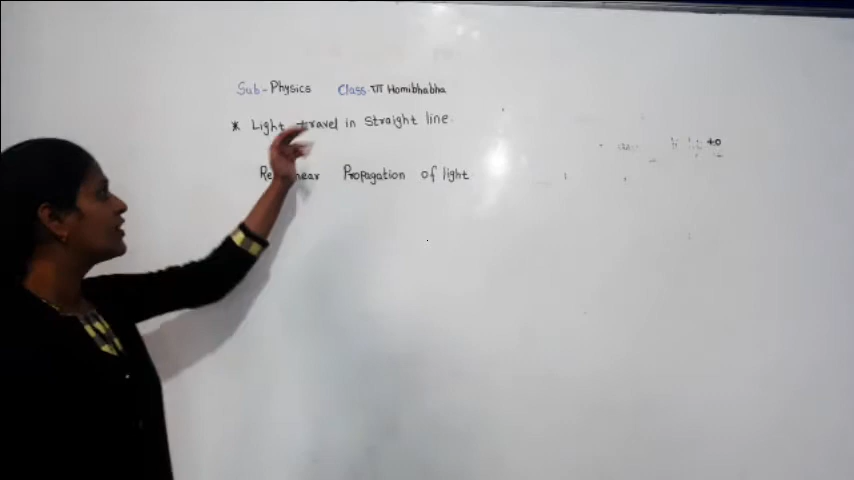 Sub-Physics Class VII Homibhabha
* Light travel in Straight line.
Propagation of light